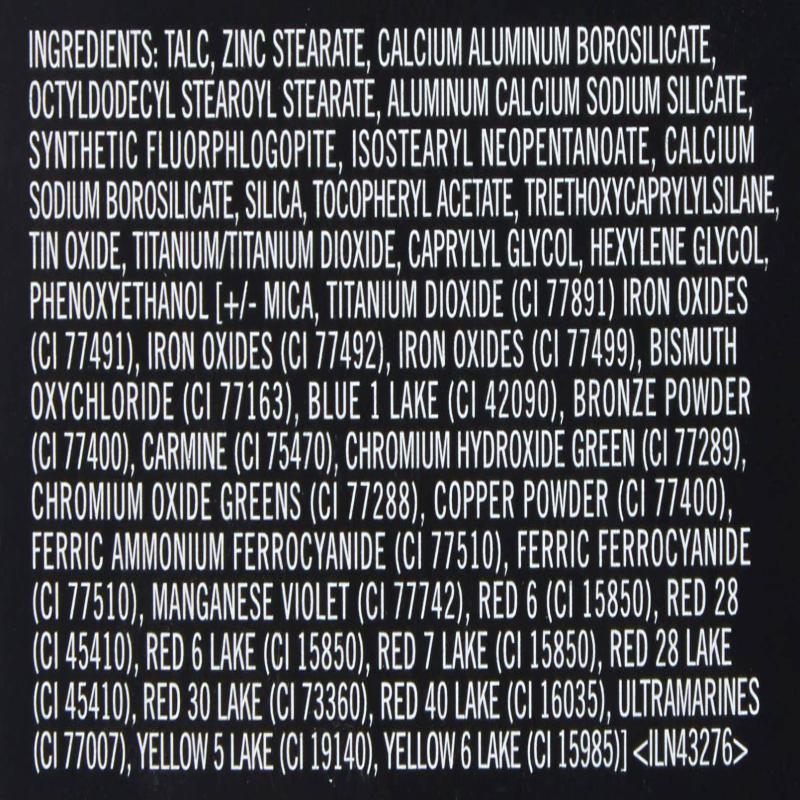 INGREDIENTS: TALC, ZINC STEARATE, CALCIUM ALUMINUM BOROSILICATE,
OCTYLDODECYL STEAROYL STEARATE, ALUMINUM CALCIUM SODIUM SILICATE,
SYNTHETIC FLUORPHLOGOPITE, ISOSTEARYL NEOPENTANOATE, CALCIUM
SODIUM BOROSILICATE, SILICA, TOCOPHERYL ACETATE, TRIETHOXYCAPRYLYLSILANE,
TIN OXIDE, TITANIUM/TITANIUM DIOXIDE, CAPRYLYL GLYCOL, HEXYLENE GLYCOL,
PHENOXYETHANOL [+/- MICA, TITANIUM DIOXIDE (CI 77891) IRON OXIDES
(CI 77491), IRON OXIDES (CI 77492), IRON OXIDES (CI 77499), BISMUTH
OXYCHLORIDE (CI 77163), BLUE 1 LAKE (CI 42090), BRONZE POWDER
(CI 77400), CARMINE (CI 75470), CHROMIUM HYDROXIDE GREEN (CI 77289),
CHROMIUM OXIDE GREENS (CI 77288), COPPER POWDER (CI 77400),
FERRIC AMMONIUM FERROCYANIDE (CI 77510), FERRIC FERROCYANIDE
(CI 77510), MANGANESE VIOLET (CI 77742), RED 6 (CI 15850), RED 28
(CI 45410), RED 6 LAKE (CI 15850), RED 7 LAKE (CI 15850), RED 28 LAKE
(CI 45410), RED 30 LAKE (CI 73360), RED 40 LAKE (CI 16035), ULTRAMARINES
(CI 77007), YELLOW 5 LAKE (CI 19140), YELLOW 6 LAKE (CI 15985)] <ILN43276>